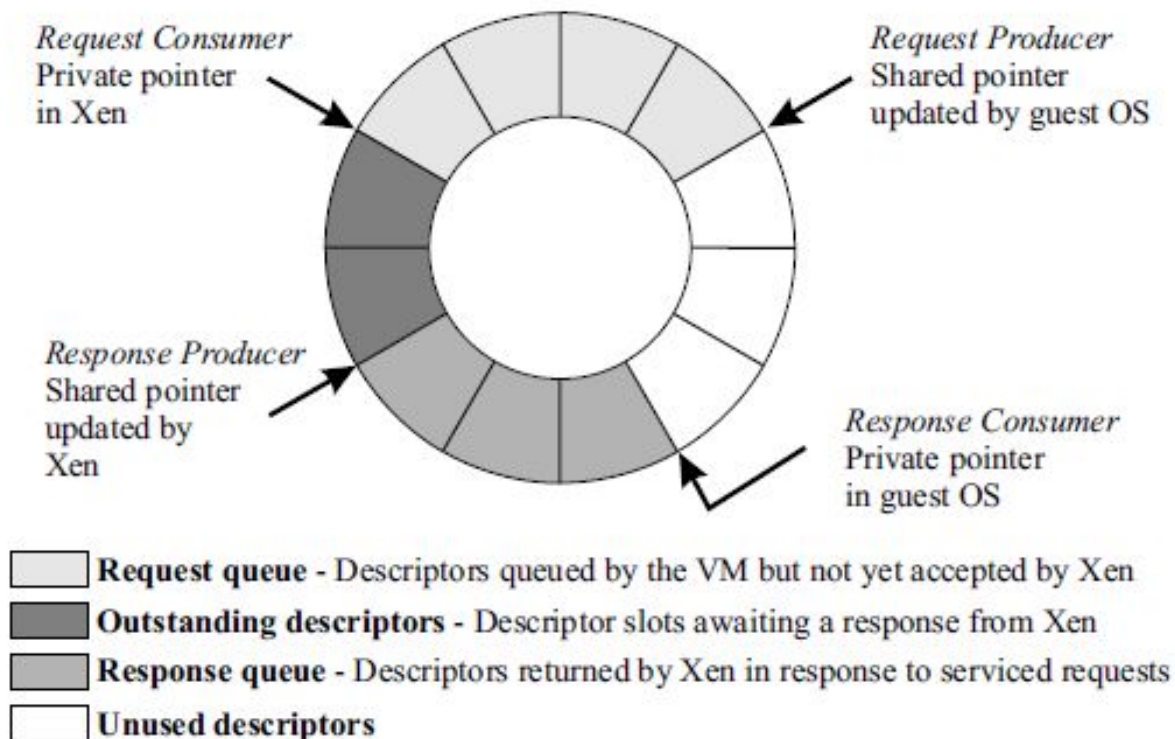 Request Consumer
Private pointer
in Xen
Request Producer
Shared pointer
updated by guest OS
Response Producer
Shared pointer
updated by
Xen
Response Consumer
Private pointer
in guest OS
Request queue - Descriptors queued by the VM but not yet accepted by Xen
Outstanding descriptors - Descriptor slots awaiting a response from Xen
Response queue - Descriptors returned by Xen in response to serviced requests
Unused descriptors